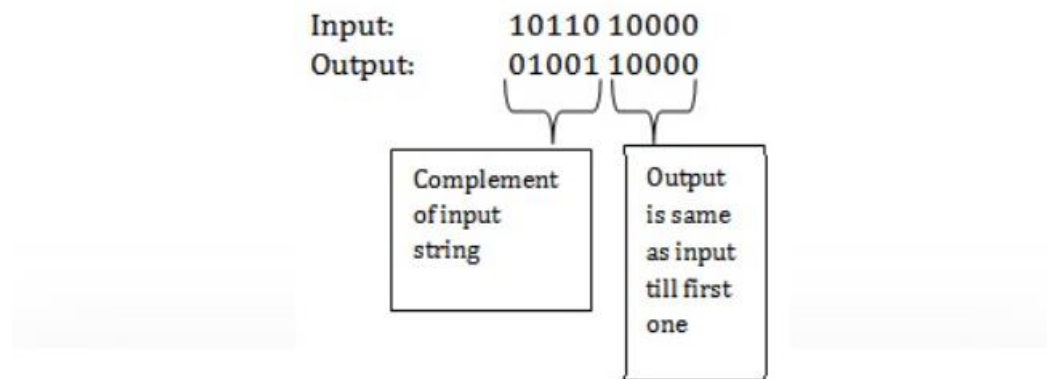 Input: 10110 10000
Output: 01001 10000
Complement
of input
string
Output
is same
as input
till first
one